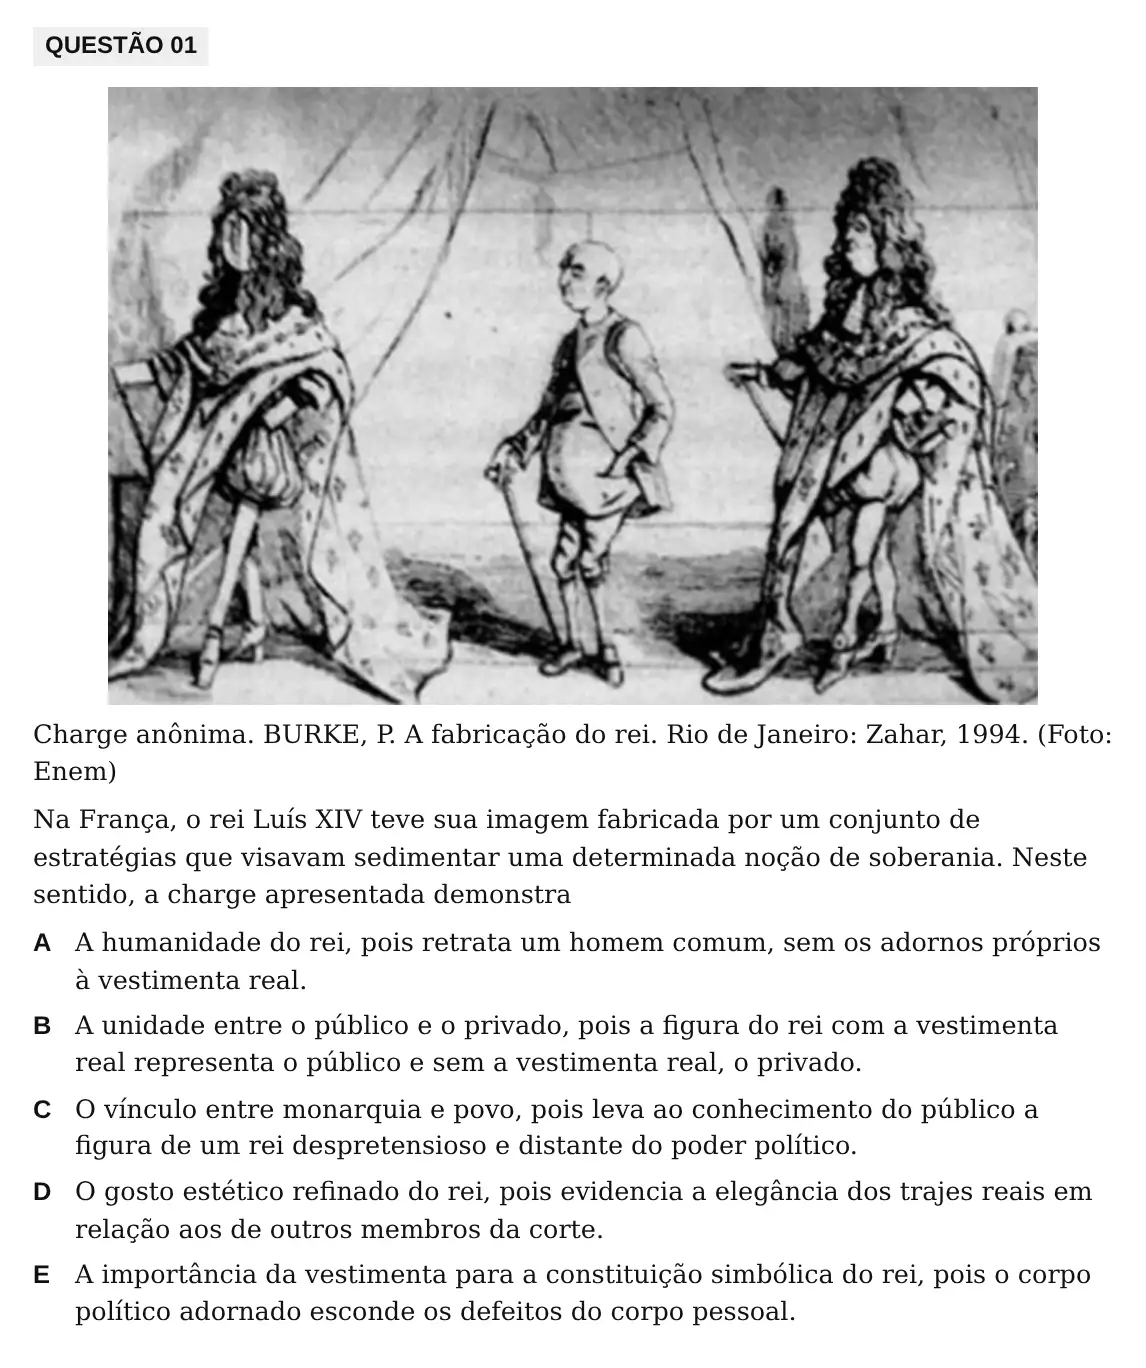 QUESTÃO 01
Charge anônima. BURKE, P. A fabricação do rei. Rio de Janeiro: Zahar, 1994. (Foto:
Enem)
Na França, o rei Luís XIV teve sua imagem fabricada por um conjunto de
estratégias que visavam sedimentar uma determinada noção de soberania. Neste
sentido, a charge apresentada demonstra
A A humanidade do rei, pois retrata um homem comum, sem os adornos próprios
à vestimenta real.
B A unidade entre o público e o privado, pois a figura do rei com a vestimenta
real representa o público e sem a vestimenta real, o privado.
C O vínculo entre monarquia e povo, pois leva ao conhecimento do público a
figura de um rei despretensioso e distante do poder político.
D O gosto estético refinado do rei, pois evidencia a elegância dos trajes reais em
relação aos de outros membros da corte.
E A importância da vestimenta para a constituição simbólica do rei, pois o corpo
político adornado esconde os defeitos do corpo pessoal.